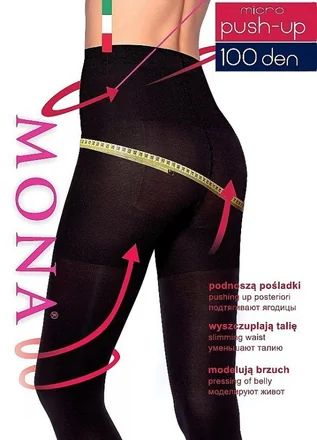 micro
push-up
100 den
MONA®
podnoszą pośladki
pushing up posteriori
подтягивают ягодицы
wyszczuplają talię
slimming waist
уменьшают талию
modelują brzuch
pressing of belly
моделируют живот